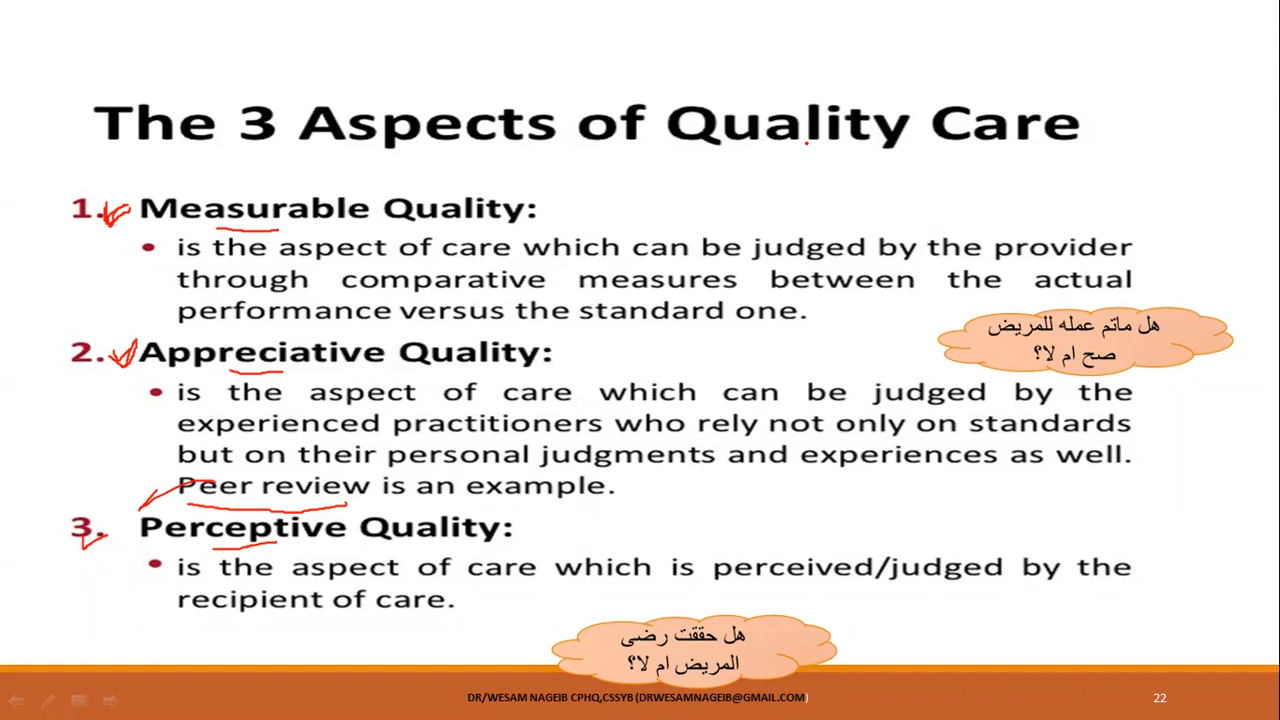 The 3 Aspects of Quality Care
1. Measurable Quality:
• is the aspect of care which can be judged by the provider
through comparative measures between the actual
performance versus the standard one.
هل ماتم عمله للمريض
صح ام لا؟
2. Appreciative Quality:
• is the aspect of care which can be judged by the
experienced practitioners who rely not only on standards
but on their personal judgments and experiences as well.
Peer review is an example.
3. Perceptive Quality:
• is the aspect of care which is perceived/judged by the
recipient of care.
هل حققت رضى
المريض ام لا؟
DR/WESAM NAGEIB CPHQ,CSSYB (DRWESAMNAGEIB@GMAIL.COM)
22